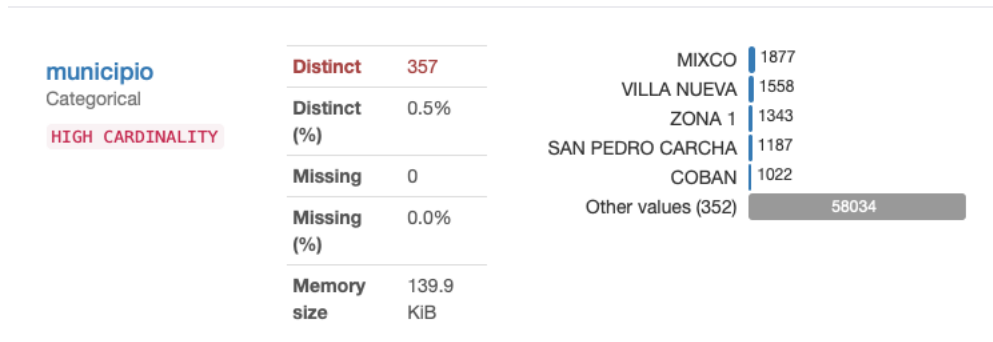 municipio
Categorical
HIGH CARDINALITY
Distinct 357
Distinct 0.5%
(%)
Missing 0
Missing 0.0%
(%)
Memory 139.9
size KiB
MIXCO 1877
VILLA NUEVA 1558
ZONA 1 1343
SAN PEDRO CARCHA 1187
COBAN 1022
Other values (352) 58034